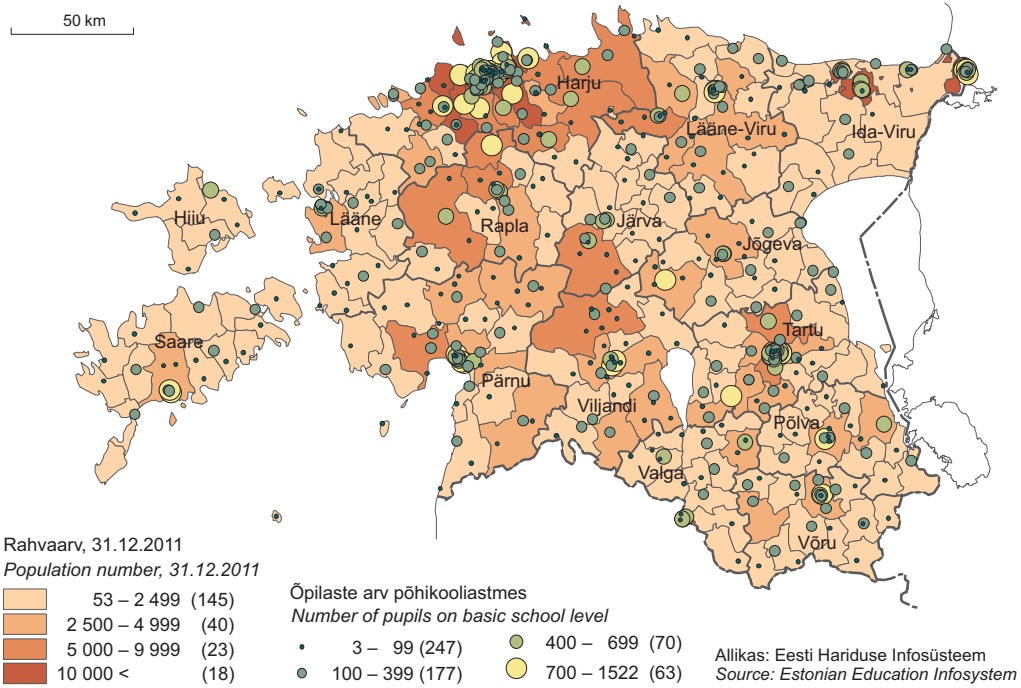 50 km
Harju
Lääne-Viru
Ida-Viru
Hiiu
Lääne
Rapla
Järva
Jõgeva
Saare
Tartu
Pärnu
Viljandi
Põlva
Valga
Võru
Rahvaarv, 31.12.2011
Population number, 31.12.2011
53 – 2 499 (145)
2 500 – 4 999 (40)
5 000 – 9 999 (23)
10 000 < (18)
Õpilaste arv põhikooliastmes
Number of pupils on basic school level
3 – 99 (247)
100 – 399 (177)
400 – 699 (70)
700 – 1522 (63)
Allikas: Eesti Hariduse Infosüsteem
Source: Estonian Education Infosystem